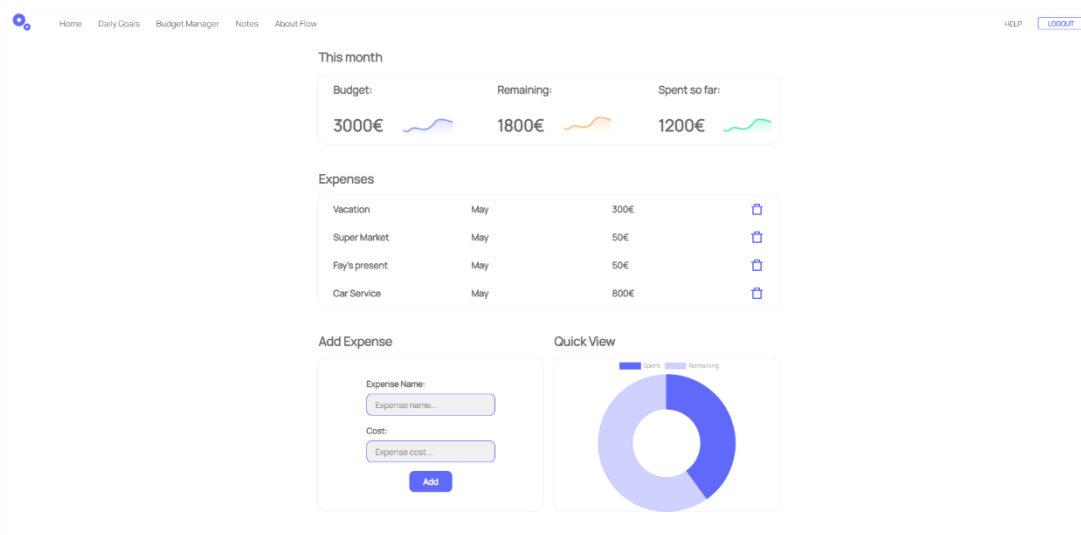 Home Daily Goals Budget Manager Notes About Flow HELP LOGOUT
This month
Budget: Remaining: Spent so far:
3000€ 1800€ 1200€
Expenses
Vacation May 300€
Super Market May 50€
Fay's present May 50€
Car Service May 800€
Add Expense Quick View
Spent Remaining
Expense Name:
Expense name...
Cost:
Expense cost...
Add